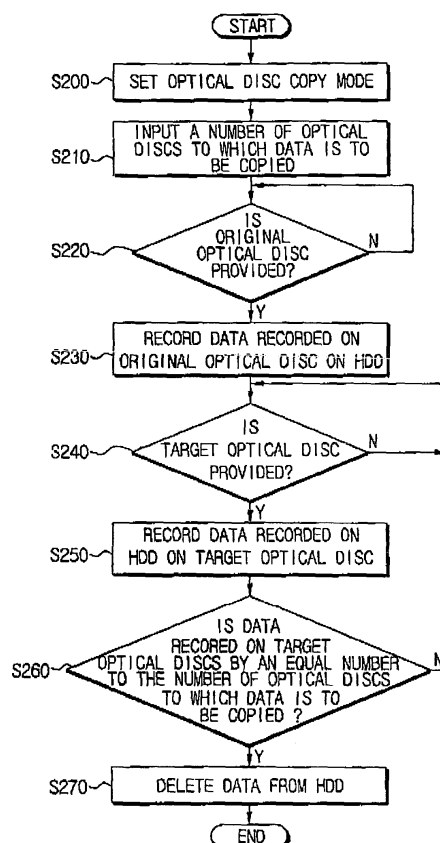 START
S200
SET OPTICAL DISC COPY MODE
S210
INPUT A NUMBER OF OPTICAL
DISCS TO WHICH DATA IS TO
BE COPIED
S220
IS
ORIGINAL
OPTICAL DISC
PROVIDED?
N
Y
S230
RECORD DATA RECORDED ON
ORIGINAL OPTICAL DISC ON HDD
S240
IS
TARGET OPTICAL DISC
PROVIDED?
N
Y
S250
RECORD DATA RECORDED ON
HDD ON TARGET OPTICAL DISC
S260
IS DATA
RECORED ON TARGET
OPTICAL DISCS BY AN EQUAL NUMBER
TO THE NUMBER OF OPTICAL DISCS
TO WHICH DATA IS TO
BE COPIED ?
N
Y
S270
DELETE DATA FROM HDD
END